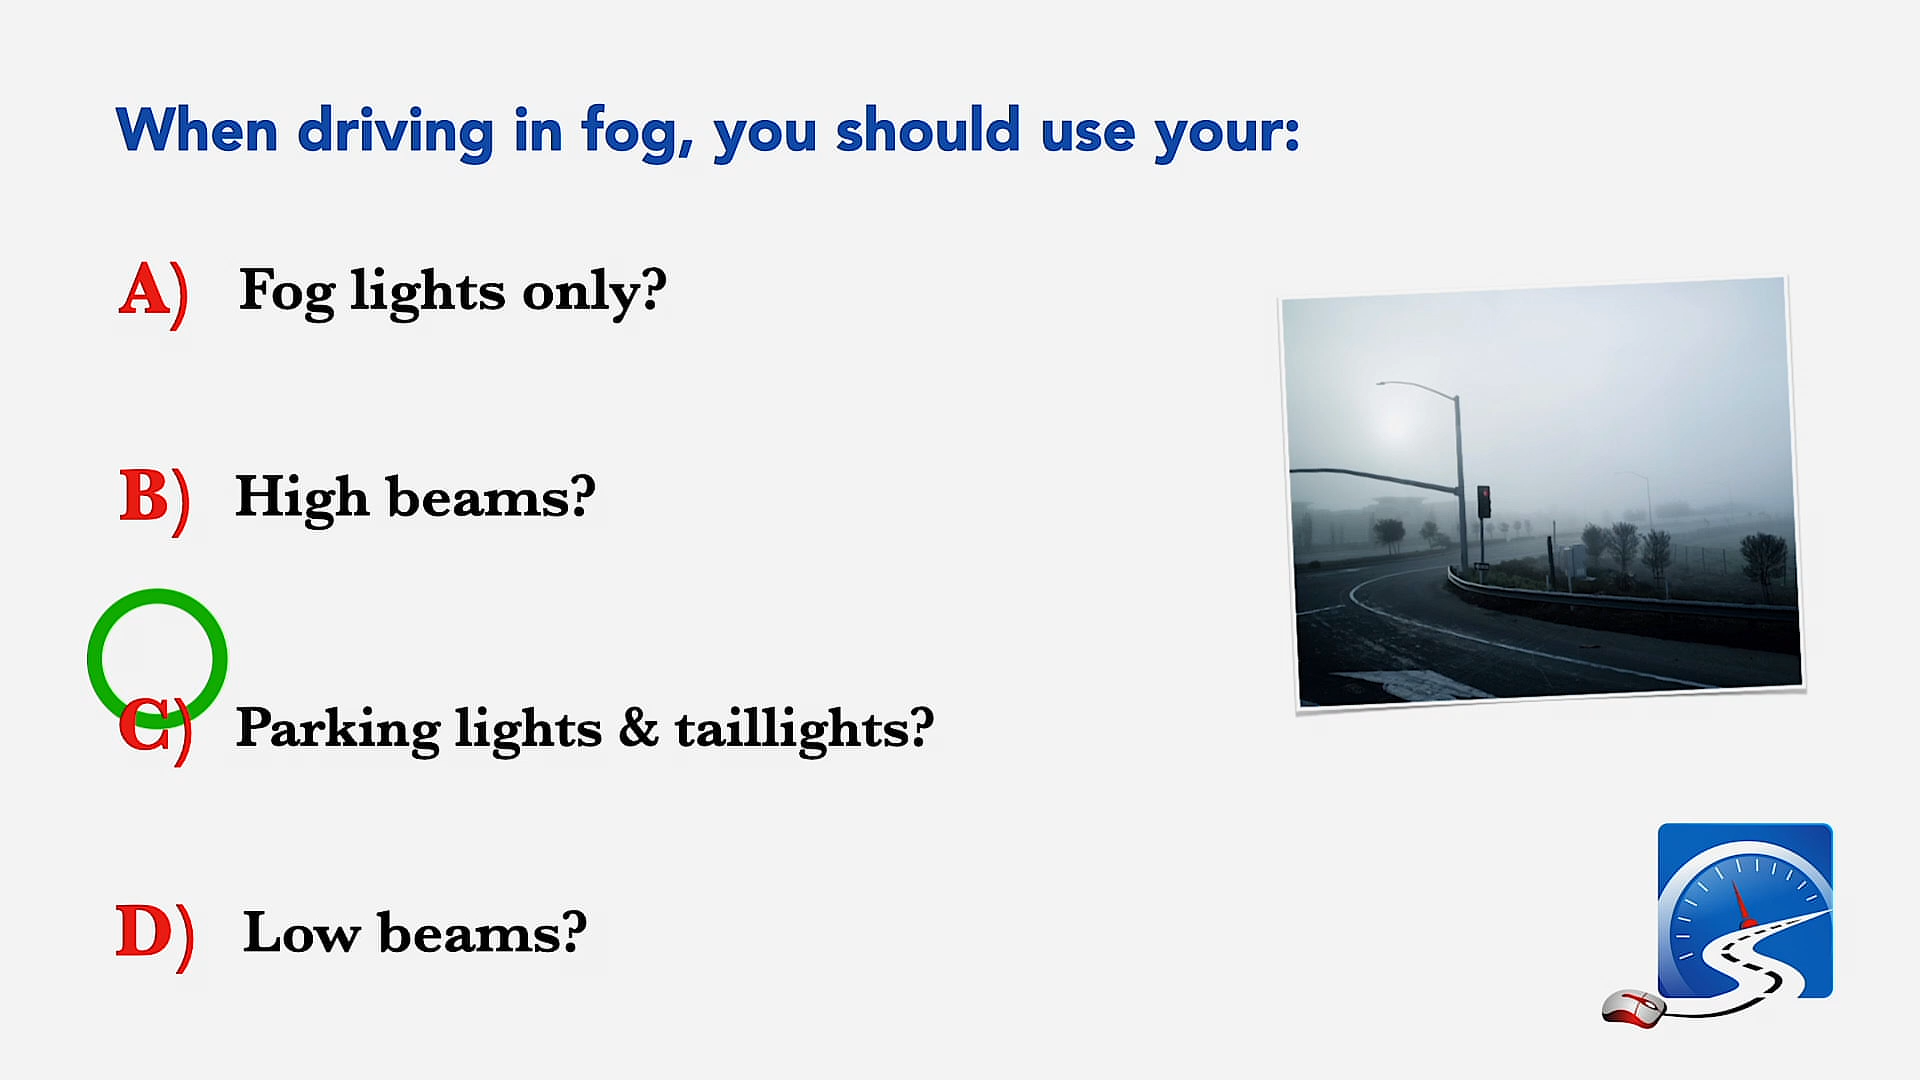 When driving in fog, you should use your:
A) Fog lights only?
B) High beams?
C) Parking lights & taillights?
D) Low beams?